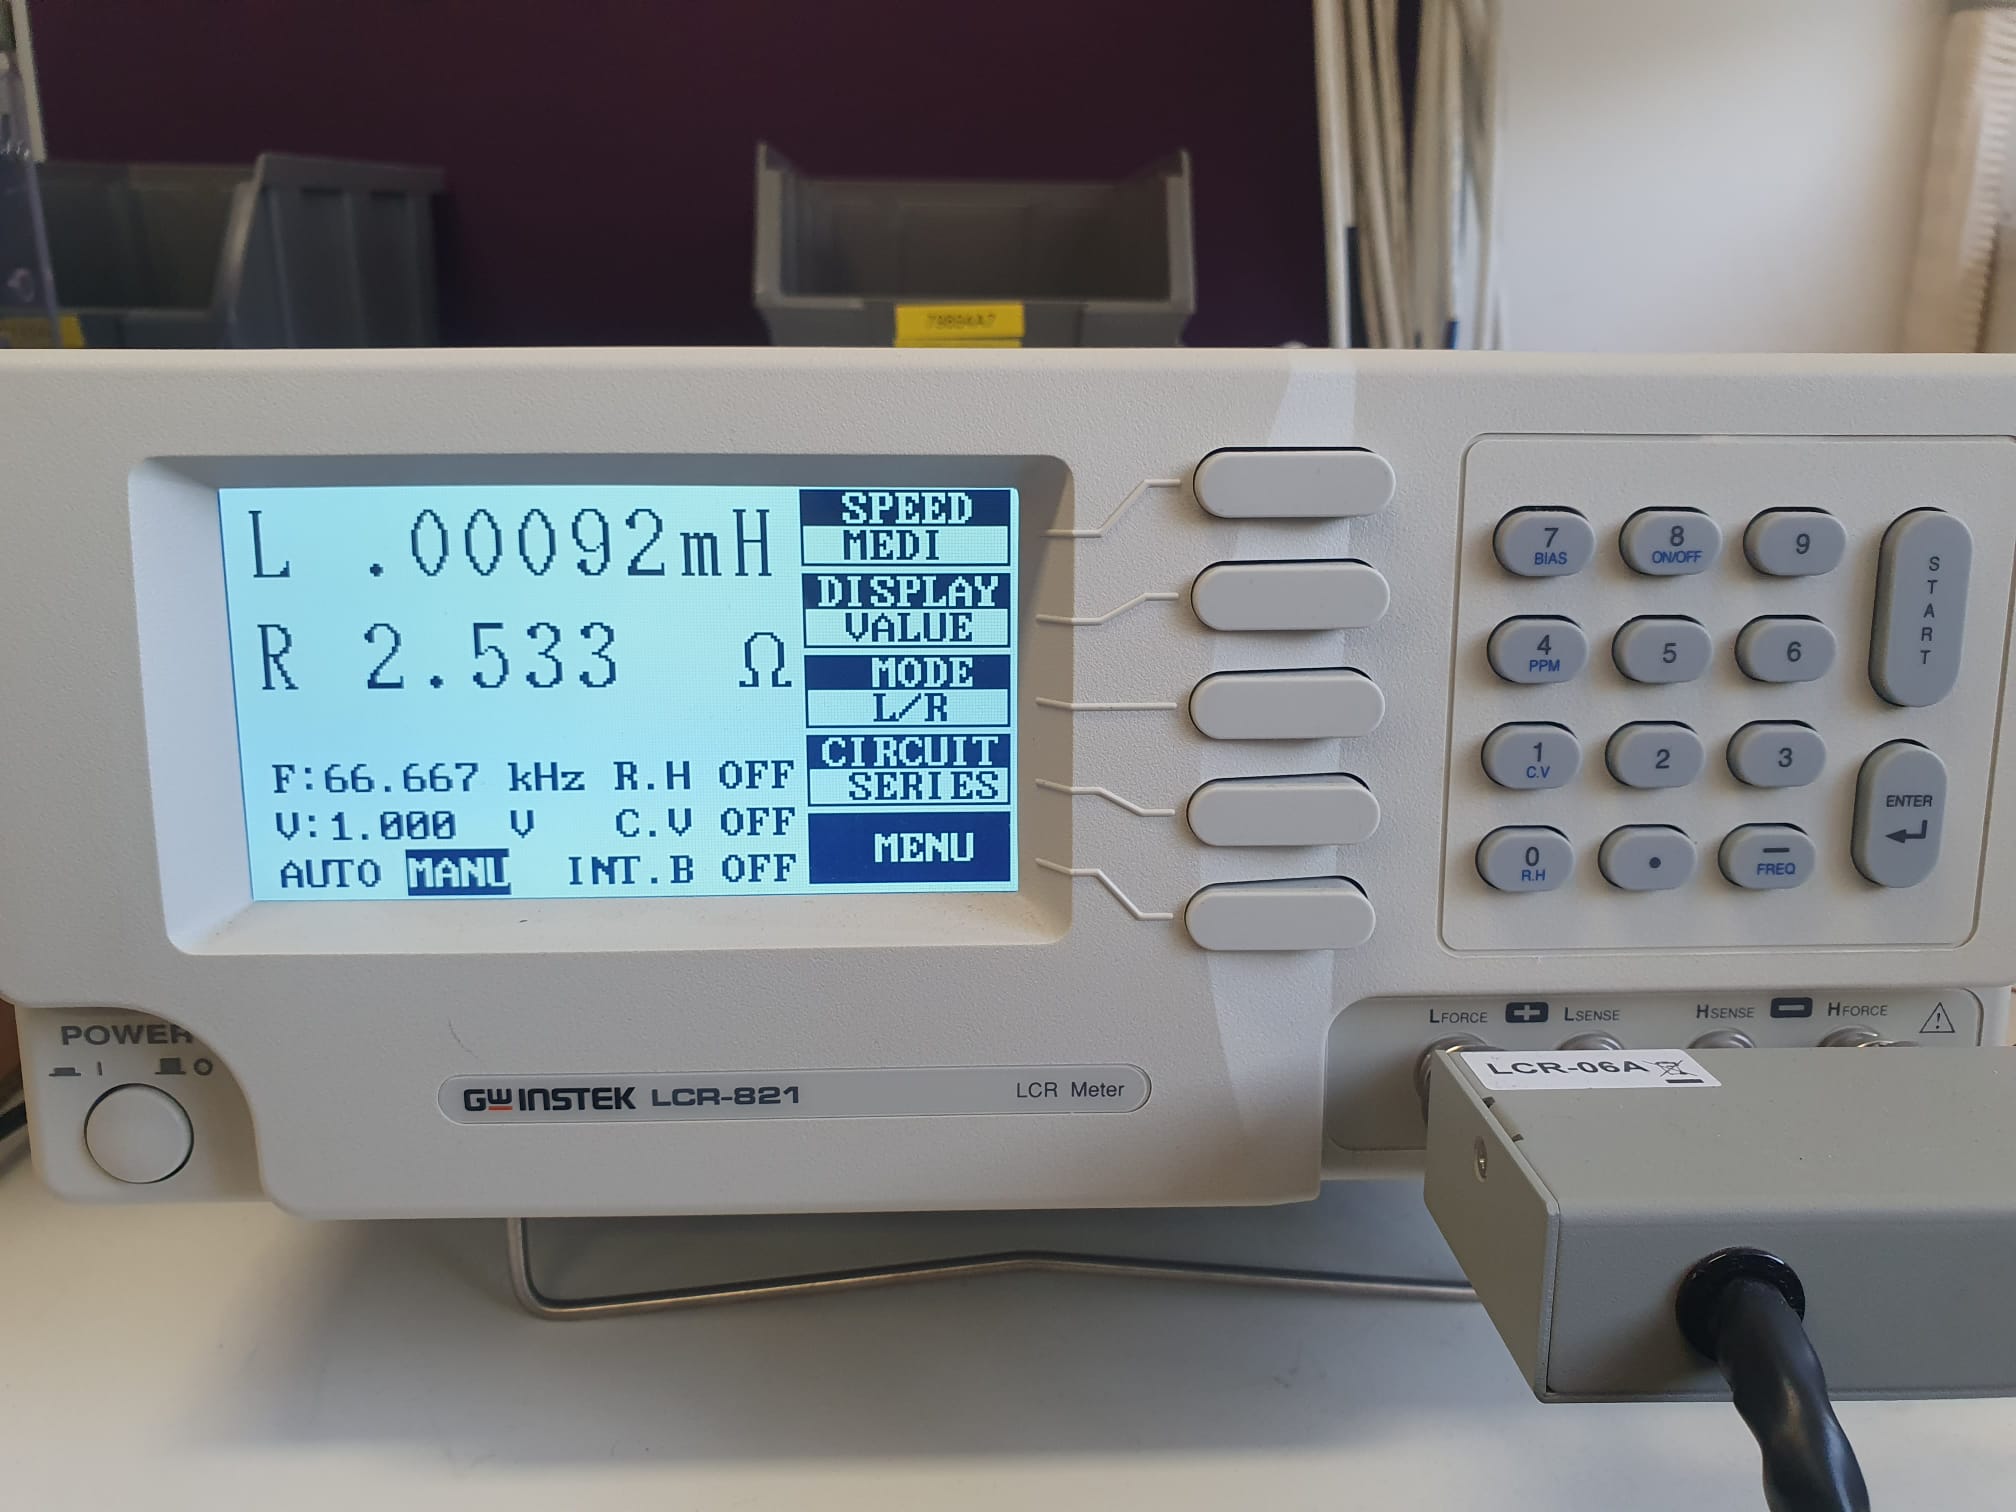 79894A7
L .00092mH
R 2.533 Ω
F:66.667 kHz R.H OFF
V:1.000 V C.V OFF
AUTO MANU INT.B OFF
SPEED
MEDI
DISPLAY
VALUE
MODE
L/R
CIRCUIT
SERIES
MENU
7 8 9
BIAS ON/OFF
4 5 6
PPM
1 2 3
C.V
0 . −
R.H FREQ
START
ENTER
POWER
LFORCE + LSENSE HSENSE − HFORCE
GW INSTEK LCR-821 LCR Meter
LCR-06A